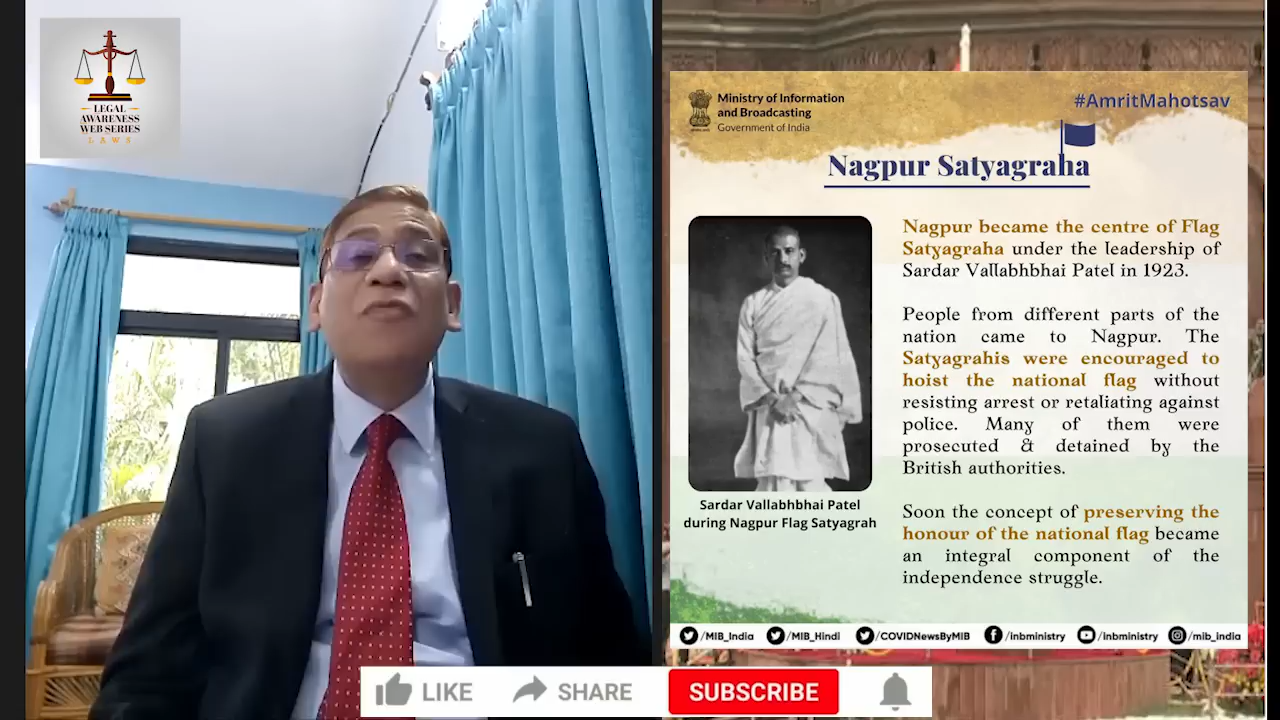 LEGAL
AWARENESS
WEB SERIES
LAWS
Ministry of Information
and Broadcasting
Government of India
#AmritMahotsav
Nagpur Satyagraha
Nagpur became the centre of Flag
Satyagraha under the leadership of
Sardar Vallabhbhai Patel in 1923.
People from different parts of the
nation came to Nagpur. The
Satyagrahis were encouraged to
hoist the national flag without
resisting arrest or retaliating against
police. Many of them were
prosecuted & detained by the
British authorities.
Soon the concept of preserving the
honour of the national flag became
an integral component of the
independence struggle.
Sardar Vallabhbhai Patel
during Nagpur Flag Satyagrah
/MIB_India /MIB_Hindi /COVIDNewsByMIB /inbministry /inbministry /mib_india
LIKE SHARE SUBSCRIBE